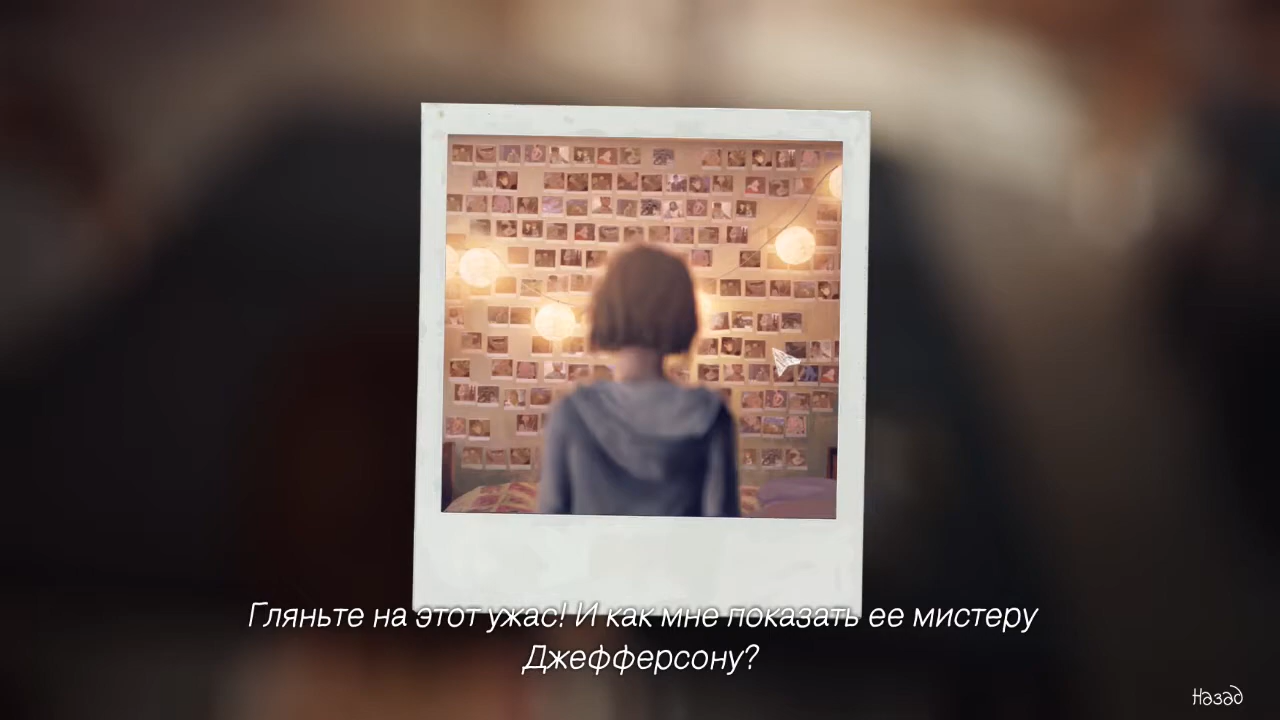 Гляньте на этот ужас! И как мне показать ее мистеру
Джефферсону?
Назад